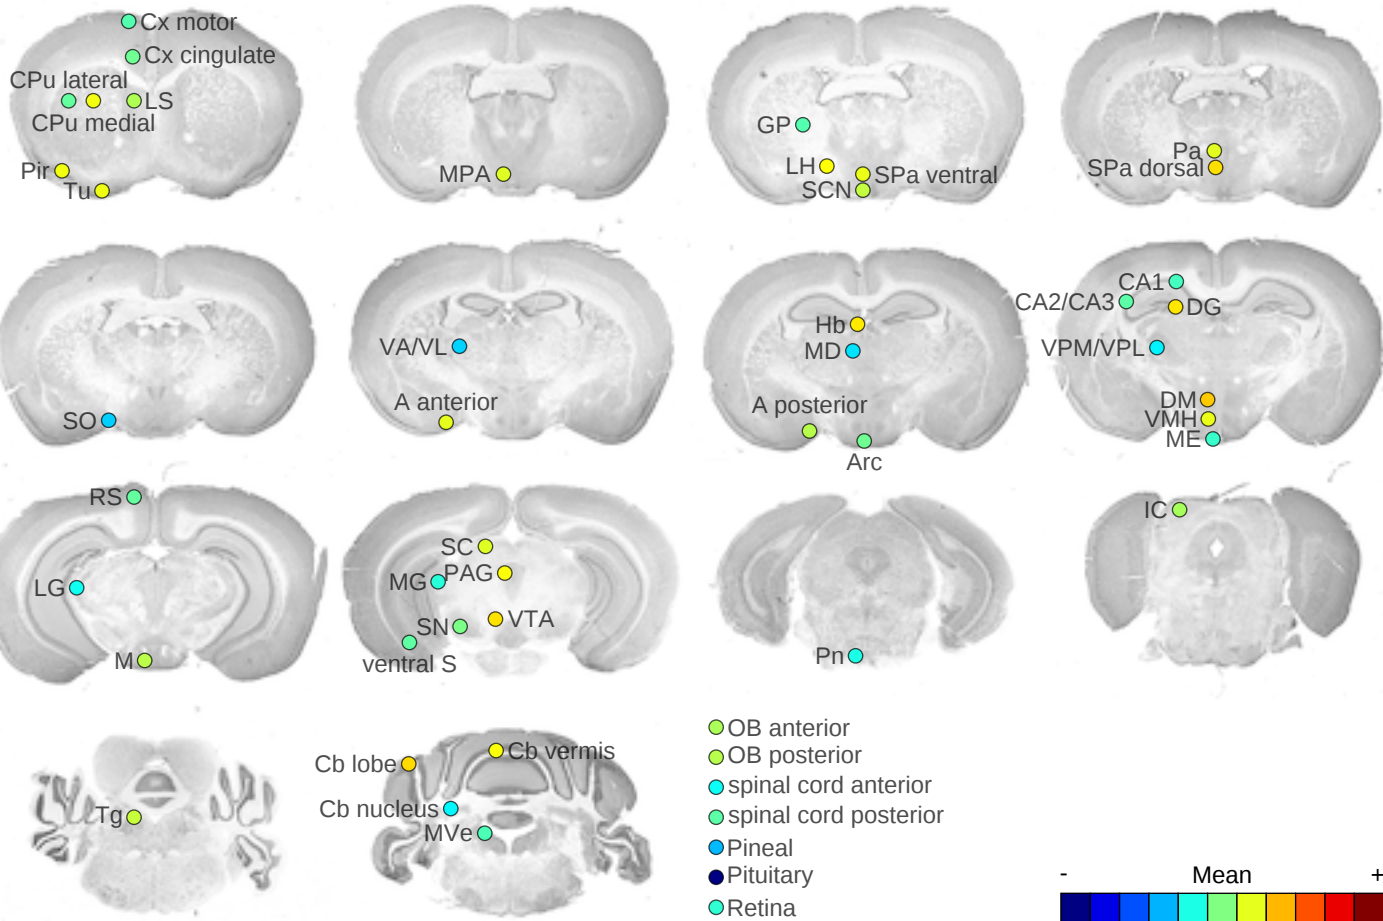 Cx motor
Cx cingulate
CPu lateral
LS
CPu medial
Pir
Tu
MPA
GP
LH
SPa ventral
SCN
Pa
SPa dorsal
SO
VA/VL
A anterior
Hb
MD
A posterior
Arc
CA1
CA2/CA3
DG
VPM/VPL
DM
VMH
ME
RS
LG
M
SC
MG
PAG
SN
VTA
ventral S
Pn
IC
Tg
Cb lobe
Cb vermis
Cb nucleus
MVe
OB anterior
OB posterior
spinal cord anterior
spinal cord posterior
Pineal
Pituitary
Retina
- Mean +